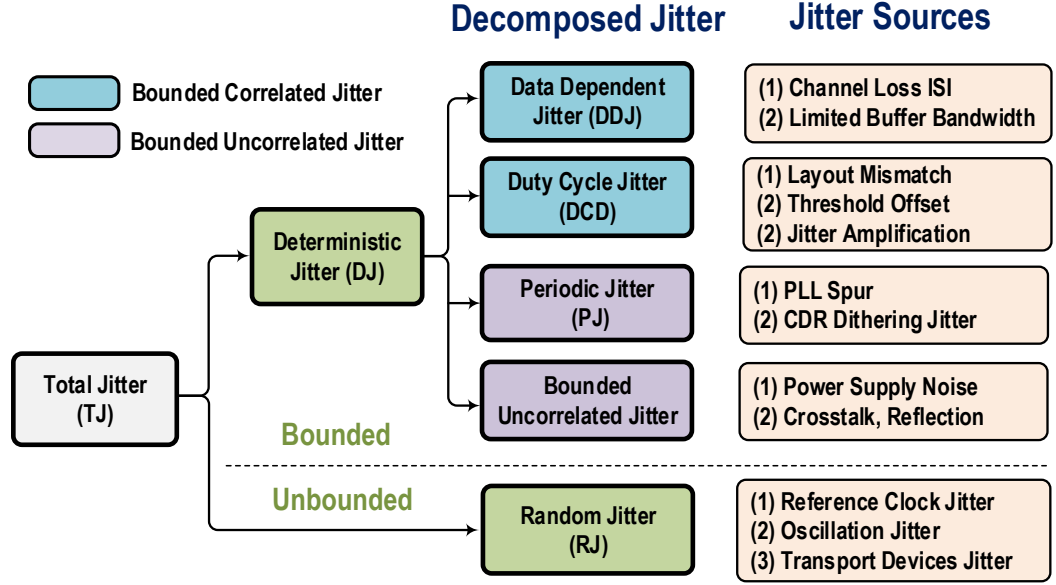 Decomposed Jitter
Jitter Sources
Bounded Correlated Jitter
Bounded Uncorrelated Jitter
Data Dependent
Jitter (DDJ)
(1) Channel Loss ISI
(2) Limited Buffer Bandwidth
Duty Cycle Jitter
(DCD)
(1) Layout Mismatch
(2) Threshold Offset
(2) Jitter Amplification
Deterministic
Jitter (DJ)
Periodic Jitter
(PJ)
(1) PLL Spur
(2) CDR Dithering Jitter
Total Jitter
(TJ)
Bounded
Uncorrelated Jitter
(1) Power Supply Noise
(2) Crosstalk, Reflection
Bounded
Unbounded
Random Jitter
(RJ)
(1) Reference Clock Jitter
(2) Oscillation Jitter
(3) Transport Devices Jitter